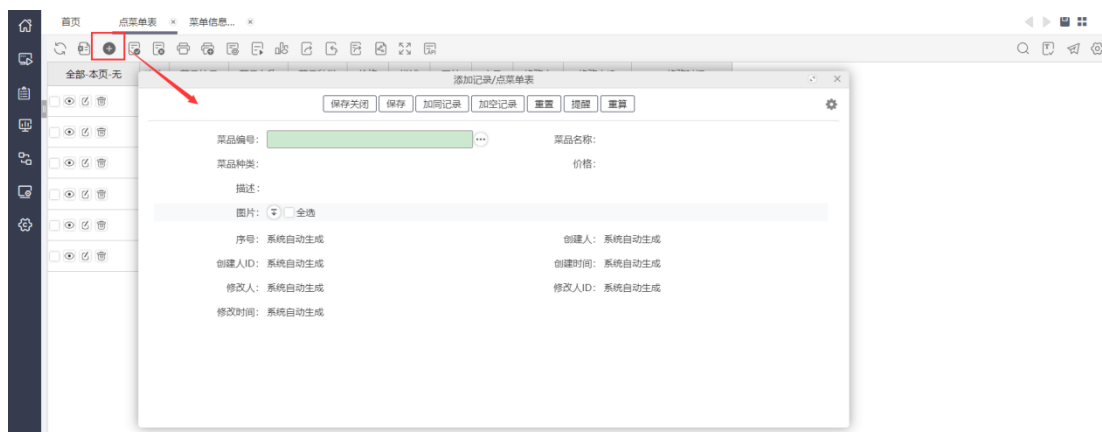 首页 点菜单表 × 菜单信息... ×
全部-本页-无
添加记录/点菜单表
保存关闭 保存 加同记录 加空记录 重置 提醒 重算
菜品编号: 菜品名称:
菜品种类: 价格:
描述:
图片: 全选
序号: 系统自动生成 创建人: 系统自动生成
创建人ID: 系统自动生成 创建时间: 系统自动生成
修改人: 系统自动生成 修改人ID: 系统自动生成
修改时间: 系统自动生成